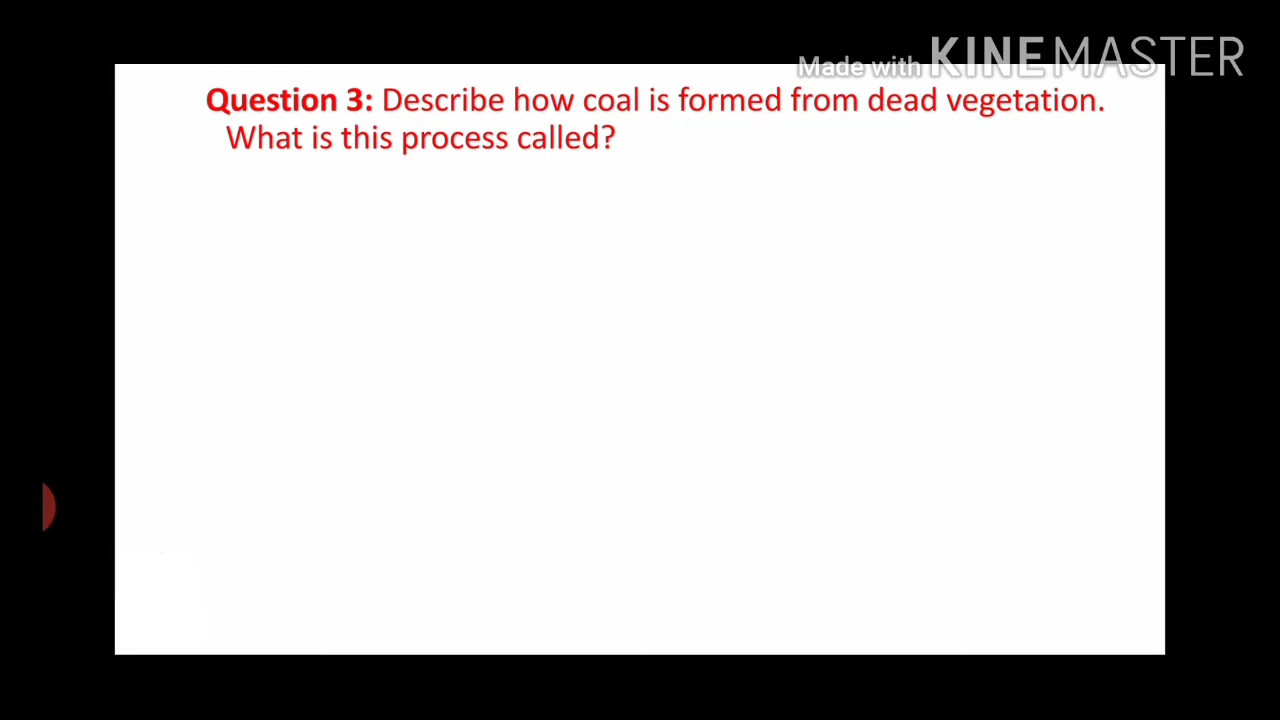 Made with KINEMASTER
Question 3: Describe how coal is formed from dead vegetation.
What is this process called?